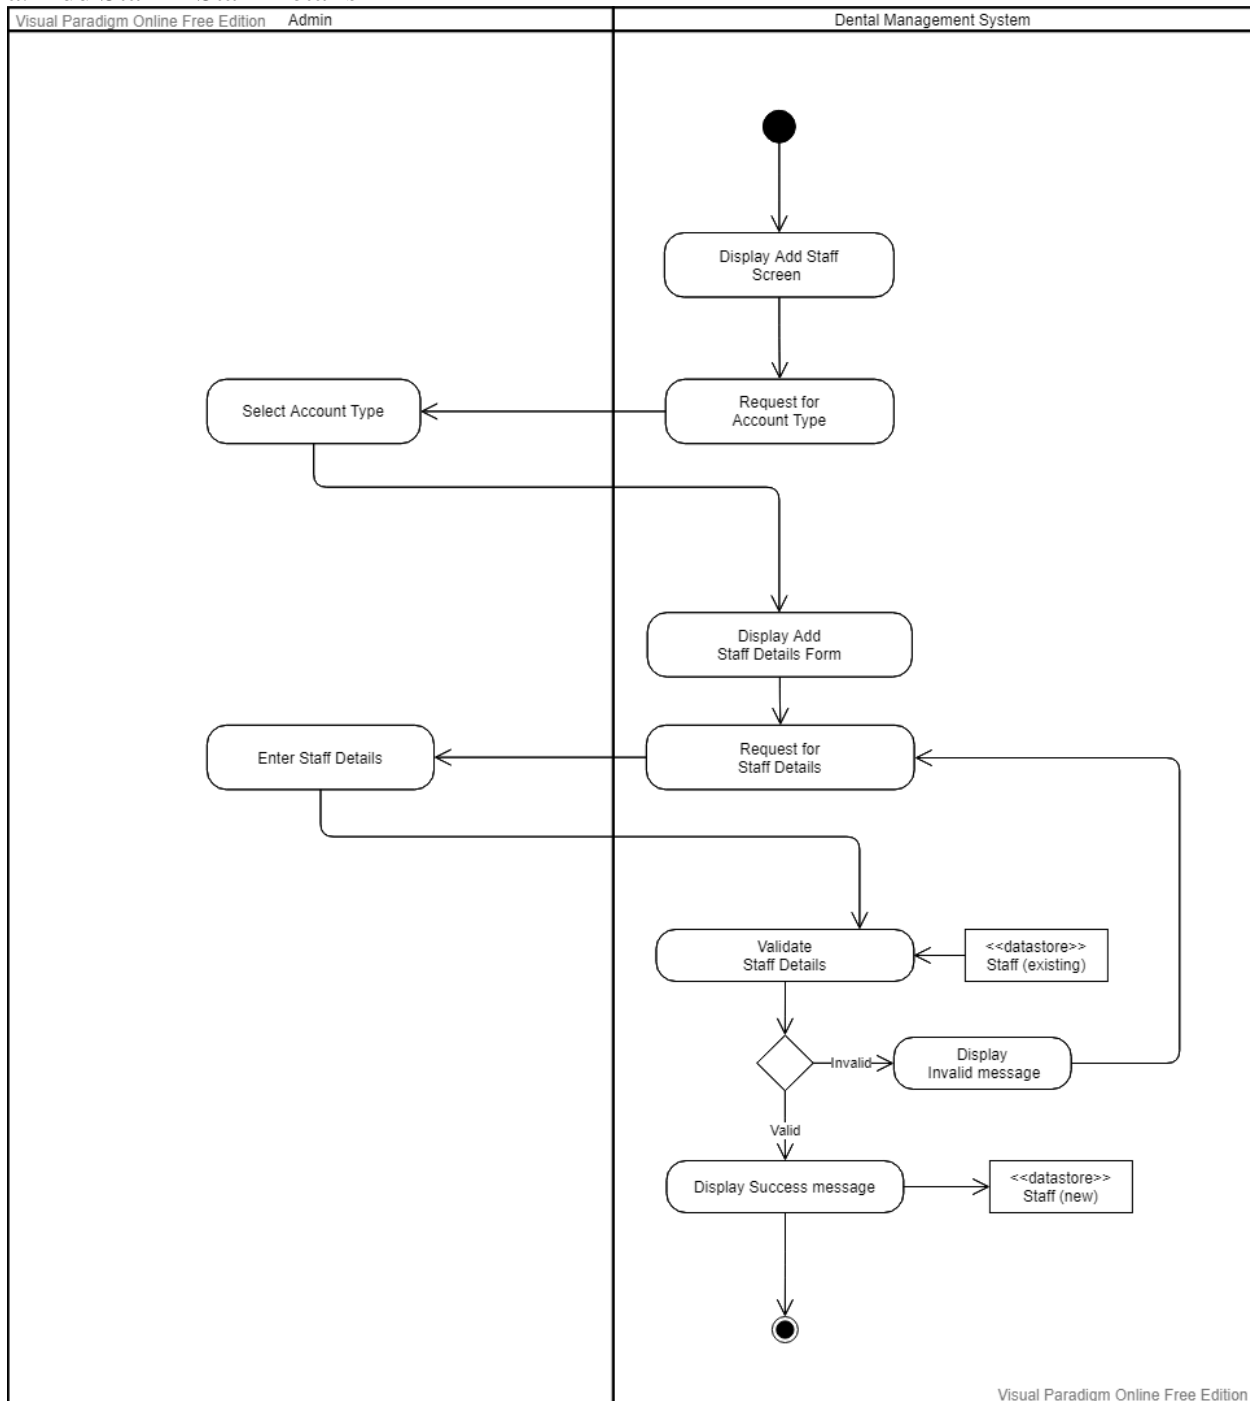 Visual Paradigm Online Free Edition
Admin
Dental Management System
Display Add Staff
Screen
Select Account Type
Request for
Account Type
Display Add
Staff Details Form
Enter Staff Details
Request for
Staff Details
Validate
Staff Details
<<datastore>>
Staff (existing)
Invalid
Display
Invalid message
Valid
Display Success message
<<datastore>>
Staff (new)
Visual Paradigm Online Free Edition